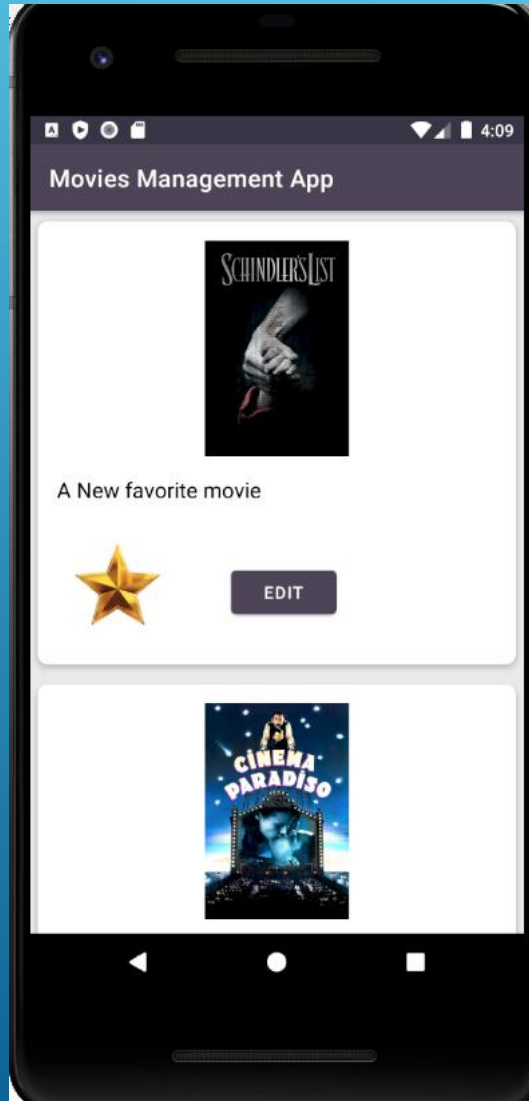 4:09
Movies Management App
SCHINDLER'S LIST
A New favorite movie
EDIT
CINEMA
PARADISO